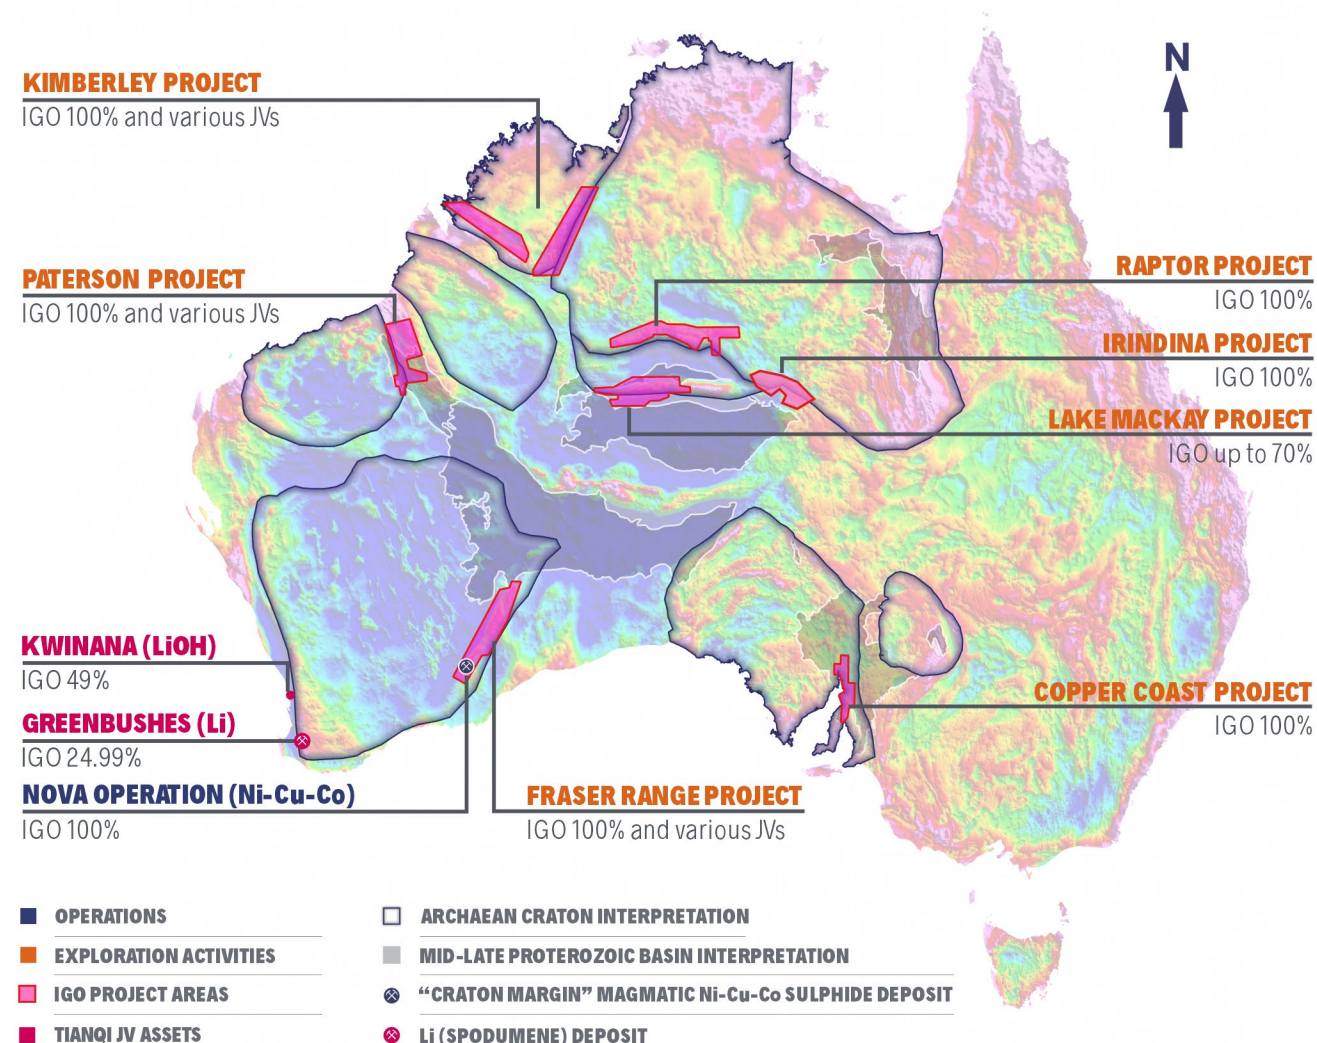 N
KIMBERLEY PROJECT
IGO 100% and various JVs
PATERSON PROJECT
IGO 100% and various JVs
RAPTOR PROJECT
IGO 100%
IRINDINA PROJECT
IGO 100%
LAKE MACKAY PROJECT
IGO up to 70%
KWINANA (LiOH)
IGO 49%
GREENBUSHES (Li)
IGO 24.99%
NOVA OPERATION (Ni-Cu-Co)
IGO 100%
FRASER RANGE PROJECT
IGO 100% and various JVs
COPPER COAST PROJECT
IGO 100%
OPERATIONS
EXPLORATION ACTIVITIES
IGO PROJECT AREAS
TIANQI JV ASSETS
ARCHAEAN CRATON INTERPRETATION
MID-LATE PROTEROZOIC BASIN INTERPRETATION
“CRATON MARGIN” MAGMATIC Ni-Cu-Co SULPHIDE DEPOSIT
Li (SPODUMENE) DEPOSIT